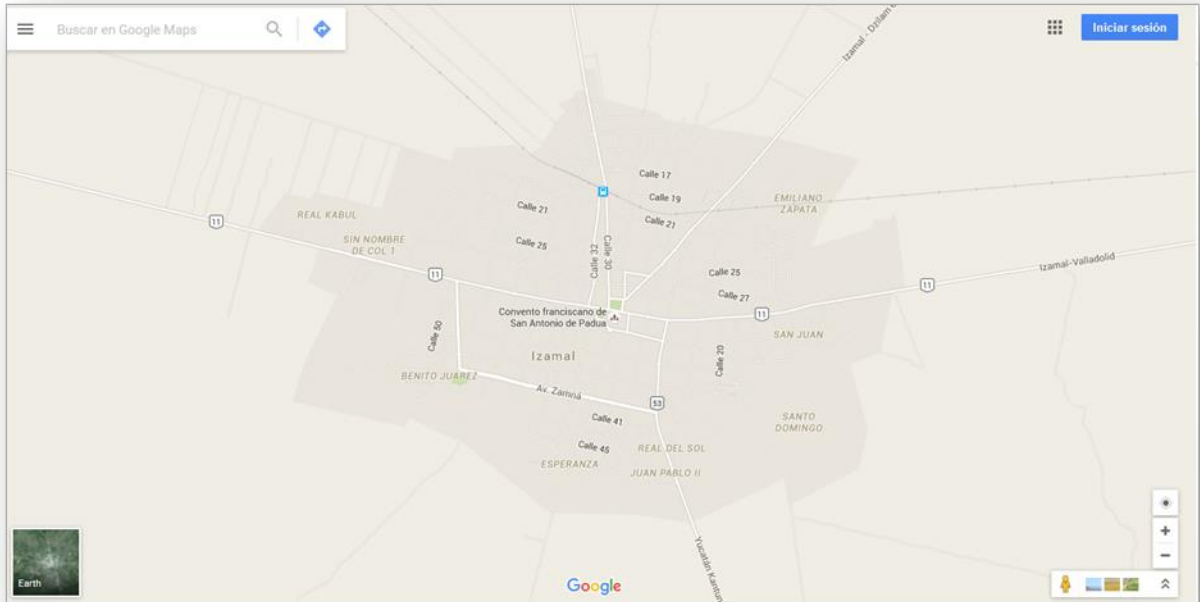 Buscar en Google Maps
Iniciar sesión
Izamal - Dzilam
Calle 17
Calle 19
EMILIANO
ZAPATA
Calle 21
Calle 21
REAL KABUL
11
SIN NOMBRE
DE COL 1
Calle 25
Calle 32
Calle 30
Izamal-Valladolid
11
Calle 25
11
Calle 27
Convento franciscano de
San Antonio de Padua
11
Calle 50
SAN JUAN
Izamal
Calle 20
BENITO JUAREZ
Av. Zamná
53
Calle 41
SANTO
DOMINGO
Calle 45
REAL DEL SOL
ESPERANZA
JUAN PABLO II
Yucatán Kantun
Earth
Google